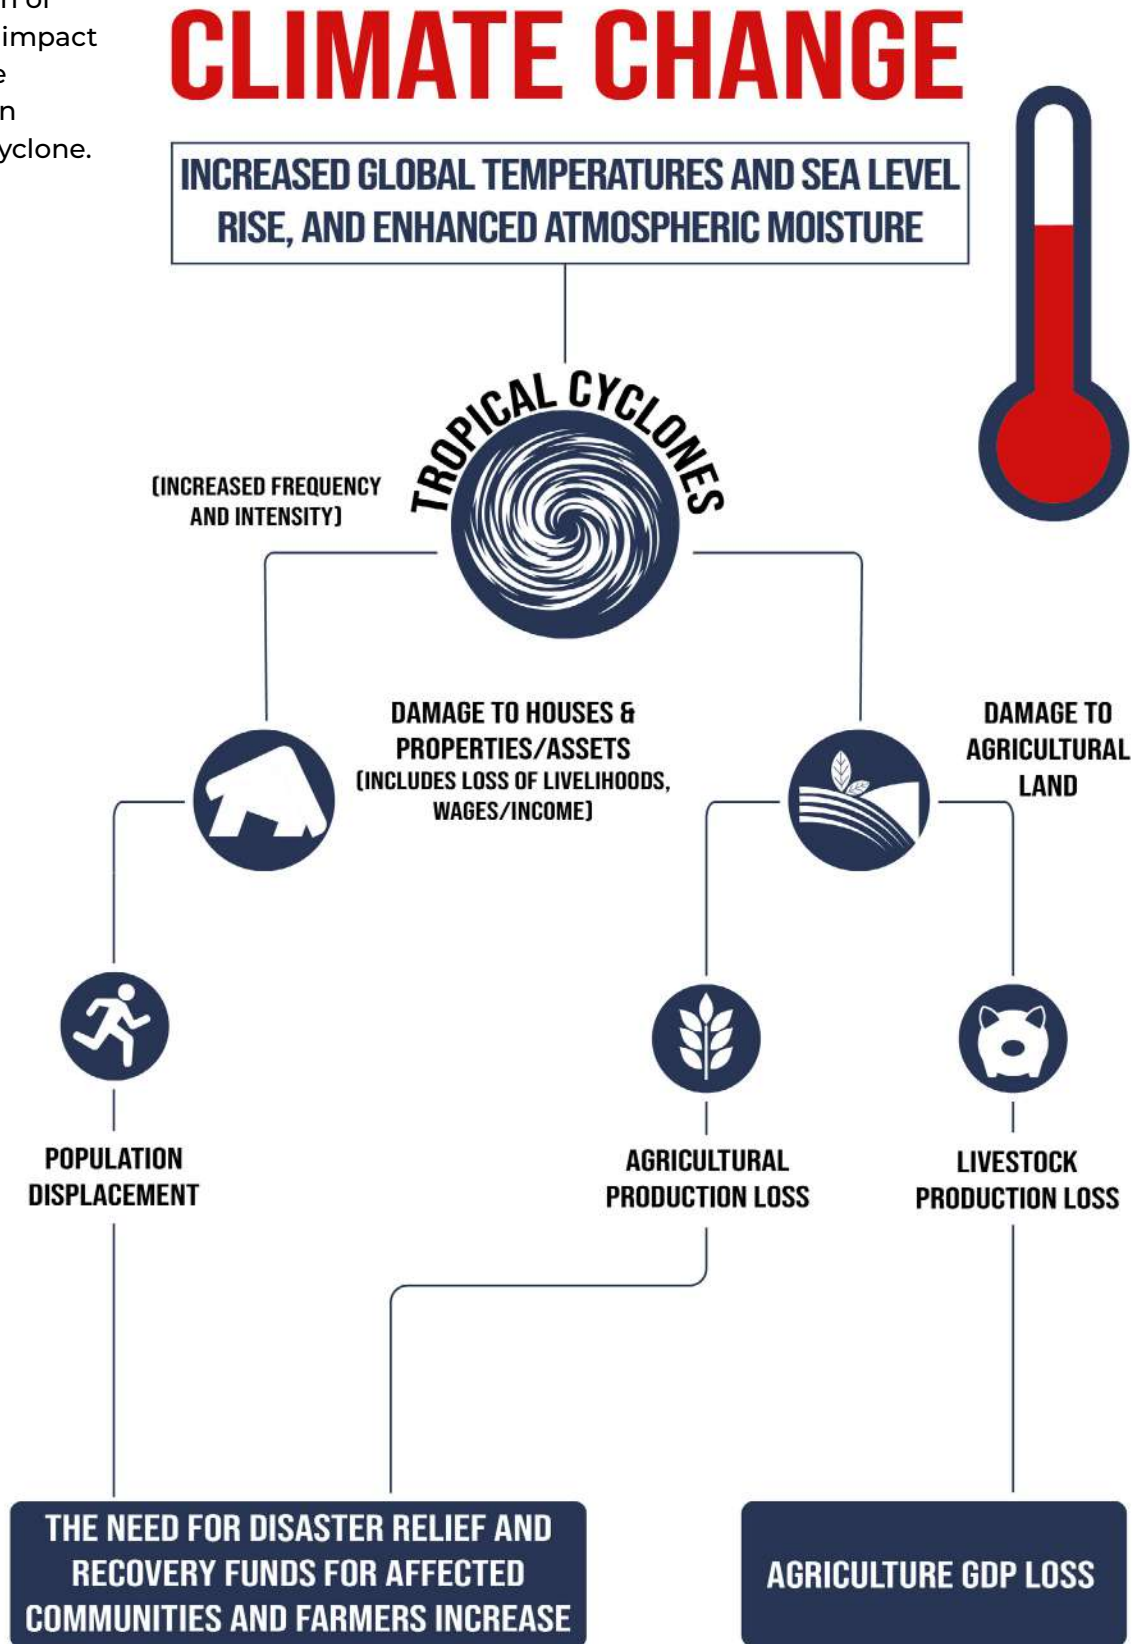 impact
yclone.
CLIMATE CHANGE
INCREASED GLOBAL TEMPERATURES AND SEA LEVEL
RISE, AND ENHANCED ATMOSPHERIC MOISTURE
TROPICAL CYCLONES
(INCREASED FREQUENCY
AND INTENSITY)
DAMAGE TO HOUSES &
PROPERTIES/ASSETS
(INCLUDES LOSS OF LIVELIHOODS,
WAGES/INCOME)
DAMAGE TO
AGRICULTURAL
LAND
POPULATION
DISPLACEMENT
AGRICULTURAL
PRODUCTION LOSS
LIVESTOCK
PRODUCTION LOSS
THE NEED FOR DISASTER RELIEF AND
RECOVERY FUNDS FOR AFFECTED
COMMUNITIES AND FARMERS INCREASE
AGRICULTURE GDP LOSS